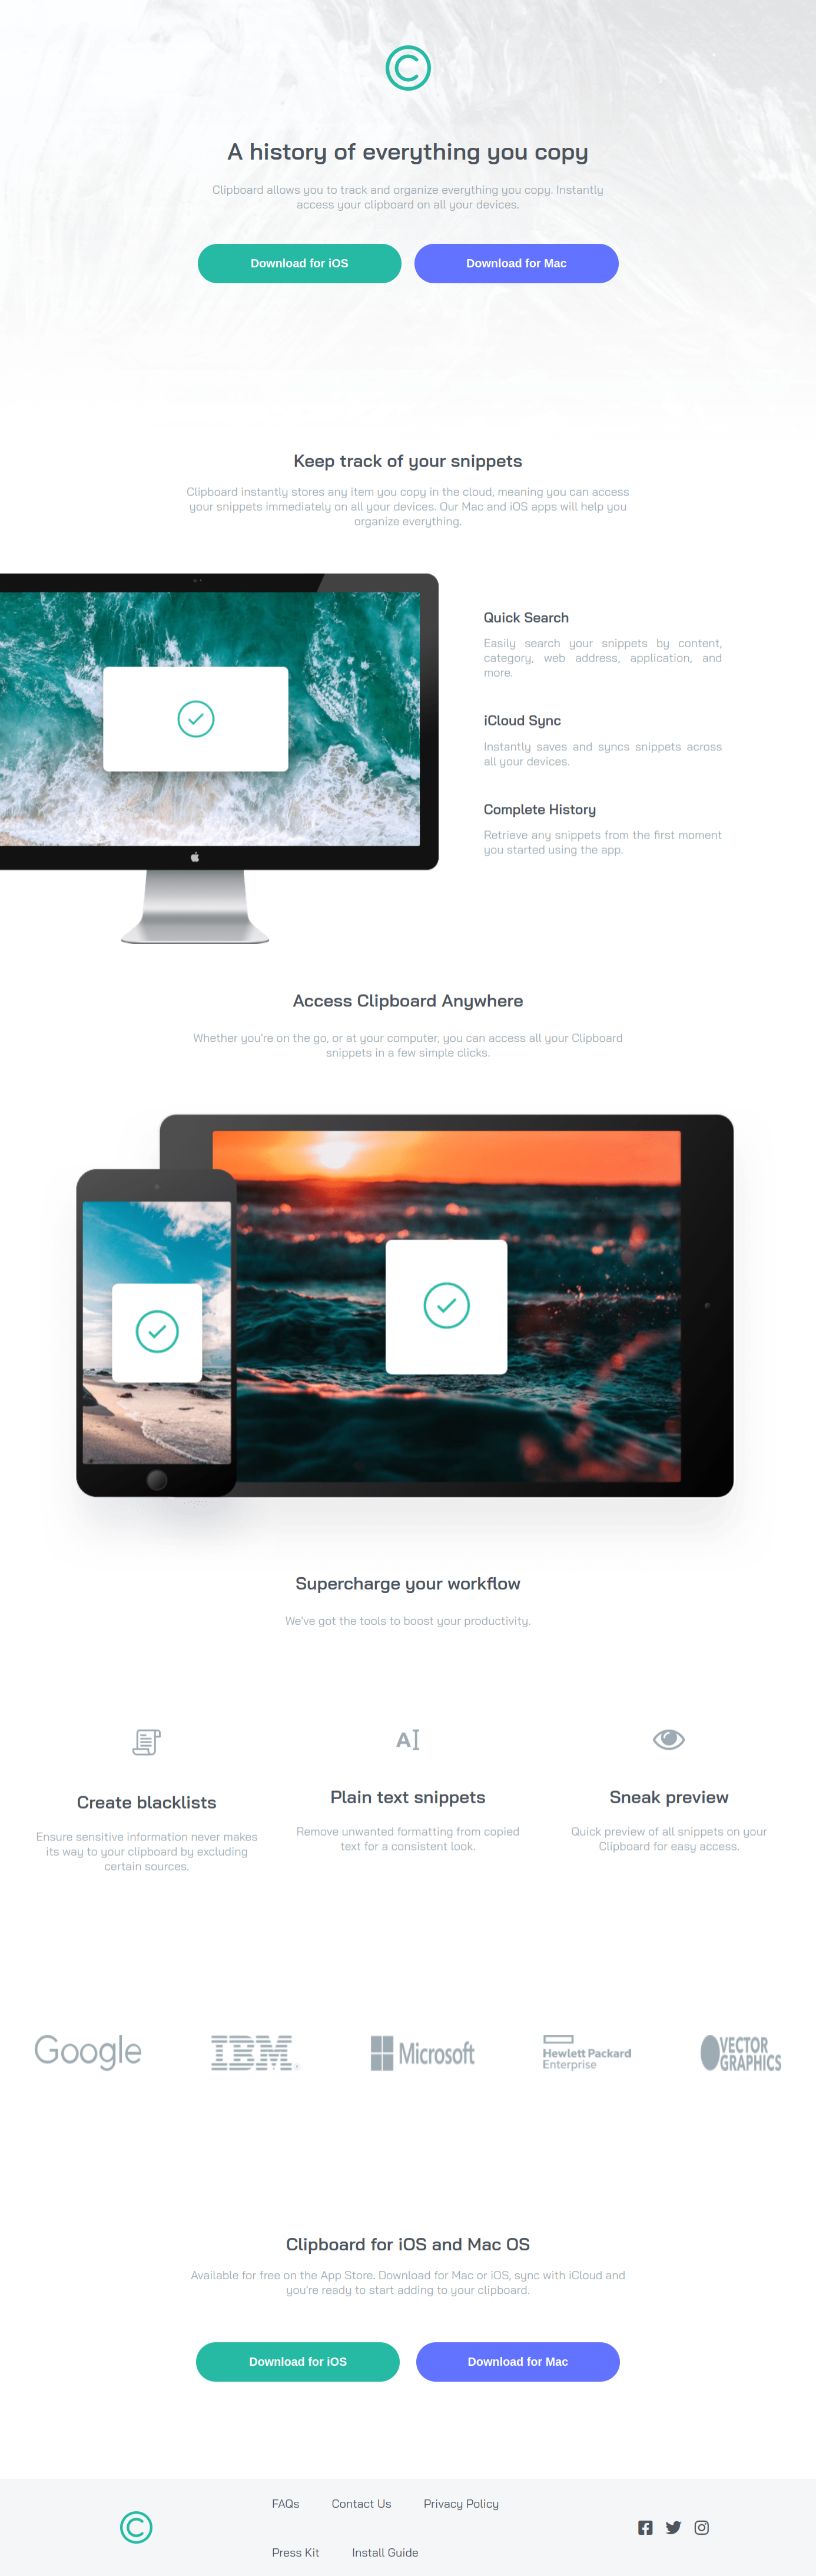 A history of everything you copy
Clipboard allows you to track and organize everything you copy. Instantly
access your clipboard on all your devices.
Download for iOS
Download for Mac
Keep track of your snippets
Clipboard instantly stores any item you copy in the cloud, meaning you can access
your snippets immediately on all your devices. Our Mac and iOS apps will help you
organize everything.
Quick Search
Easily search your snippets by content,
category, web address, application, and
more.
iCloud Sync
Instantly saves and syncs snippets across
all your devices.
Complete History
Retrieve any snippets from the first moment
you started using the app.
Access Clipboard Anywhere
Whether you're on the go, or at your computer, you can access all your Clipboard
snippets in a few simple clicks.
Supercharge your workflow
We've got the tools to boost your productivity.
Create blacklists
Ensure sensitive information never makes
its way to your clipboard by excluding
certain sources.
Plain text snippets
Remove unwanted formatting from copied
text for a consistent look.
Sneak preview
Quick preview of all snippets on your
Clipboard for easy access.
Google
IBM
Microsoft
Hewlett Packard
Enterprise
VECTOR
GRAPHICS
Clipboard for iOS and Mac OS
Available for free on the App Store. Download for Mac or iOS, sync with iCloud and
you're ready to start adding to your clipboard.
Download for iOS
Download for Mac
FAQs
Contact Us
Privacy Policy
Press Kit
Install Guide